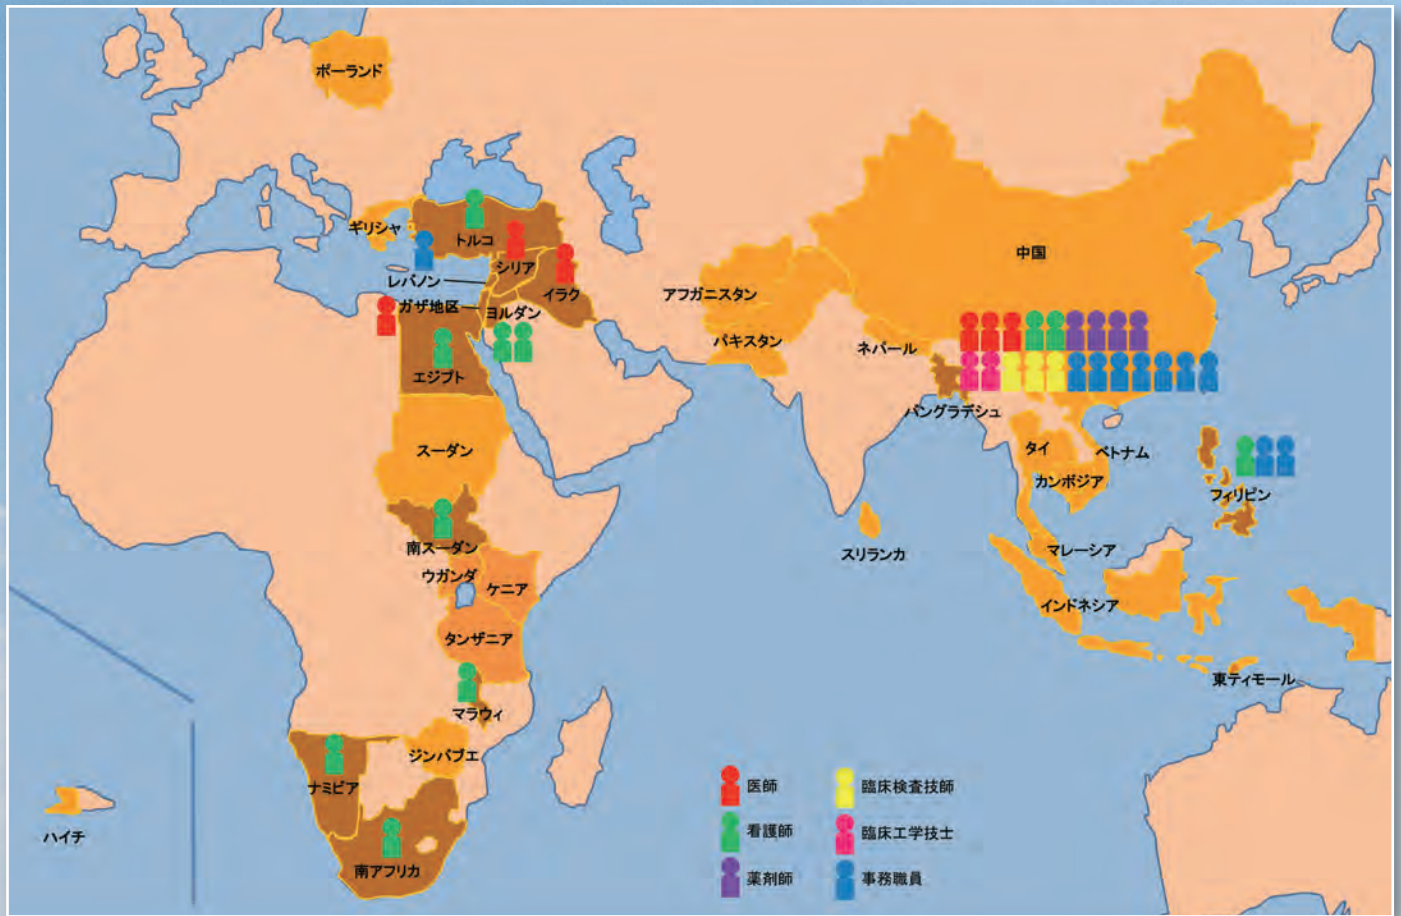 ポーランド
ギリシャ
トルコ
シリア
レバノン
イラク
ガザ地区
ヨルダン
エジプト
スーダン
南スーダン
ウガンダ
ケニア
タンザニア
マラウィ
ジンバブエ
ナミビア
南アフリカ
ハイチ
中国
アフガニスタン
パキスタン
ネパール
バングラデシュ
タイ
ベトナム
カンボジア
フィリピン
スリランカ
マレーシア
インドネシア
東ティモール
医師
看護師
薬剤師
臨床検査技師
臨床工学技士
事務職員